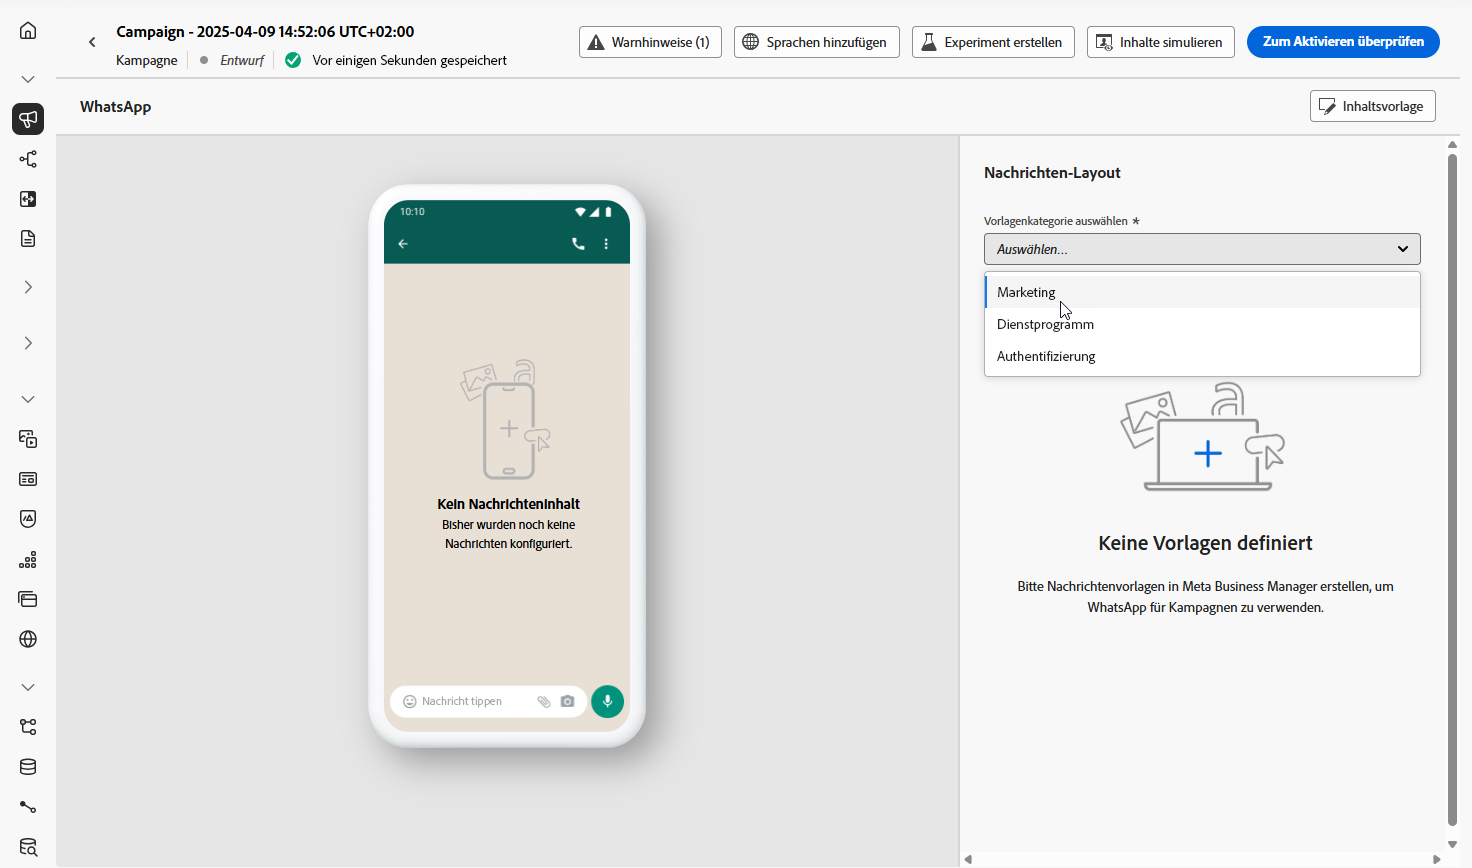 Campaign - 2025-04-09 14:52:06 UTC+02:00
Kampagne
Entwurf
Vor einigen Sekunden gespeichert
Warnhinweise (1)
Sprachen hinzufügen
Experiment erstellen
Inhalte simulieren
Zum Aktivieren überprüfen
WhatsApp
Inhaltsvorlage
10:10
Kein Nachrichteninhalt
Bisher wurden noch keine
Nachrichten konfiguriert.
Nachricht tippen
Nachrichten-Layout
Vorlagenkategorie auswählen *
Auswählen...
Marketing
Dienstprogramm
Authentifizierung
Keine Vorlagen definiert
Bitte Nachrichtenvorlagen in Meta Business Manager erstellen, um
WhatsApp für Kampagnen zu verwenden.